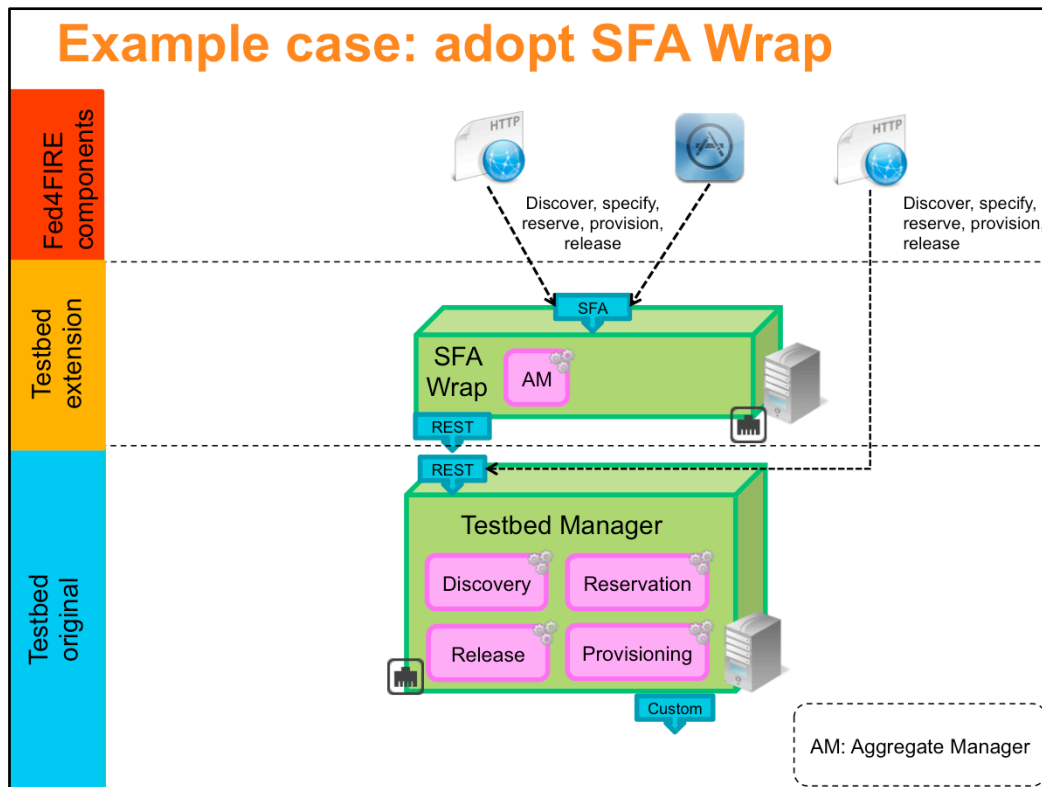 Example case: adopt SFA Wrap
Fed4FIRE
components
HTTP
HTTP
Discover, specify,
reserve, provision,
release
Discover, specify,
reserve, provision,
release
Testbed
extension
SFA
SFA
Wrap
AM
REST
Testbed
original
REST
Testbed Manager
Discovery
Reservation
Release
Provisioning
Custom
AM: Aggregate Manager